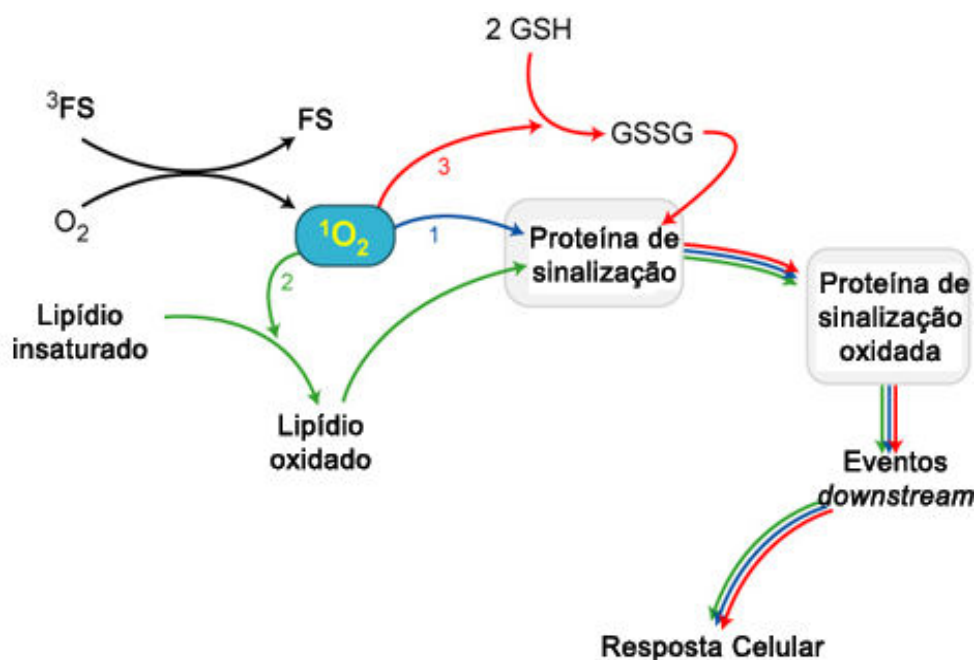 2 GSH
³FS
FS
GSSG
3
O₂
¹O₂
1
Proteína de
sinalização
2
Lipídio
insaturado
Proteína de
sinalização
oxidada
Lipídio
oxidado
Eventos
downstream
Resposta Celular